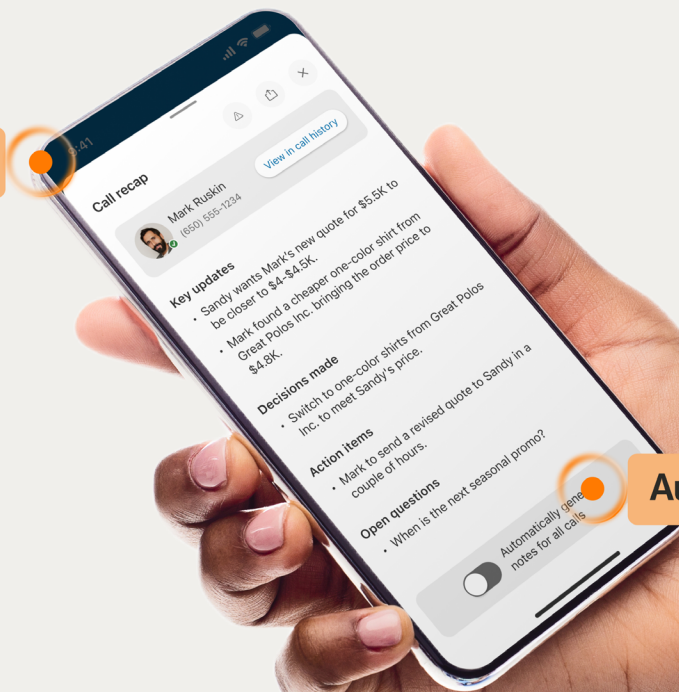 9:41
Call recap
Mark Ruskin
(650) 555-1234
View in call history
Key updates
• Sandy wants Mark's new quote for $5.5K to
be closer to $4-$4.5K.
• Mark found a cheaper one-color shirt from
Great Polos Inc. bringing the order price to
$4.8K.
Decisions made
• Switch to one-color shirts from Great Polos
Inc. to meet Sandy's price.
Action items
• Mark to send a revised quote to Sandy in a
couple of hours.
Open questions
• When is the next seasonal promo?
Automatically gene
notes for all calls
Au